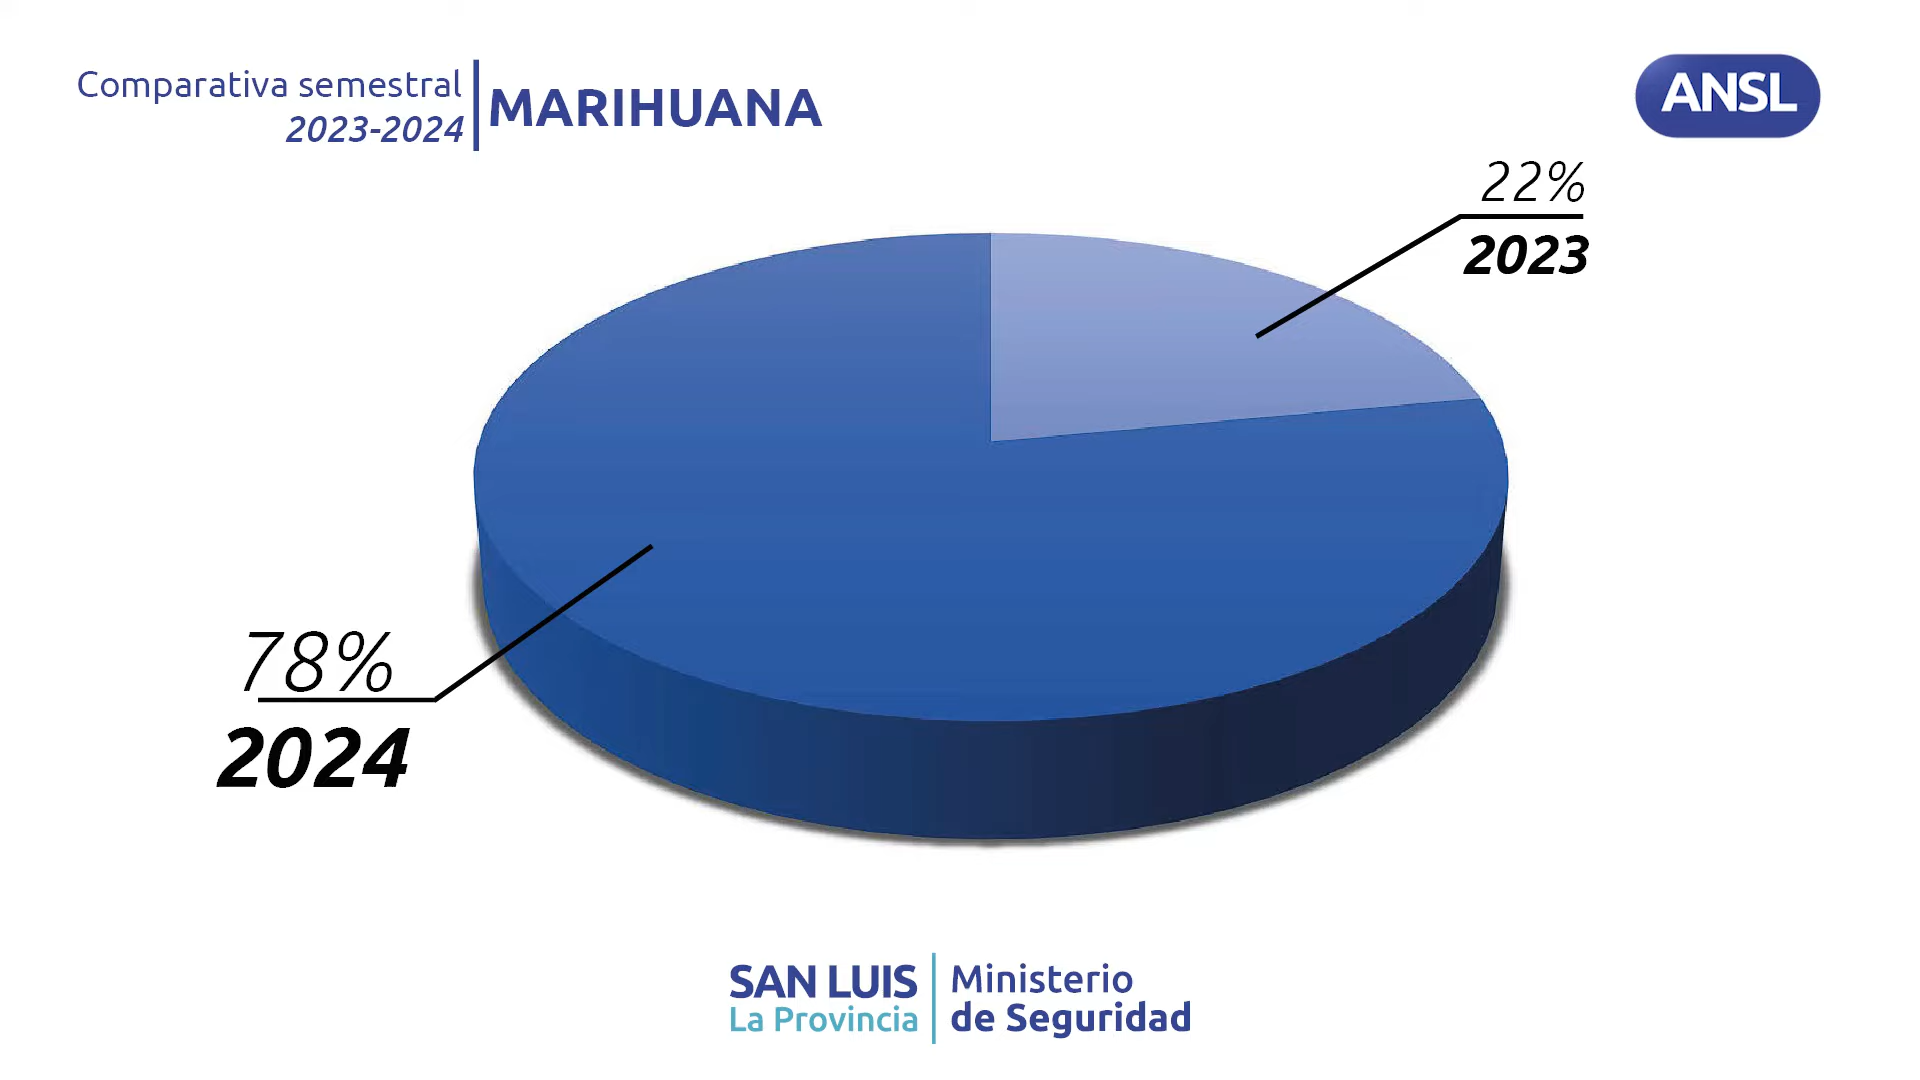 Comparativa semestral
2023-2024
MARIHUANA
ANSL
22%
2023
78%
2024
SAN LUIS
La Provincia
Ministerio
de Seguridad